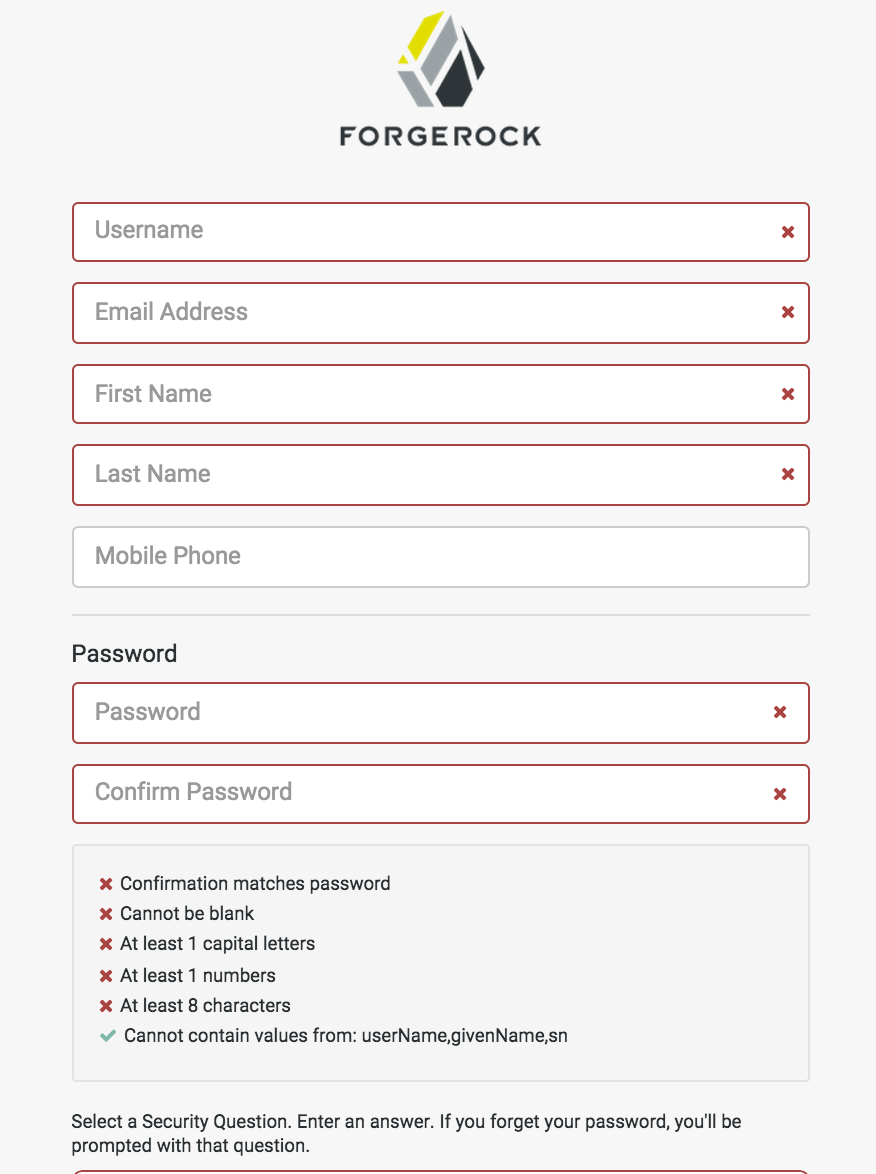 FORGEROCK
Username
Email Address
First Name
Last Name
Mobile Phone
Password
Password
Confirm Password
Confirmation matches password
Cannot be blank
At least 1 capital letters
At least 1 numbers
At least 8 characters
Cannot contain values from: userName,givenName,sn
Select a Security Question. Enter an answer. If you forget your password, you'll be
prompted with that question.